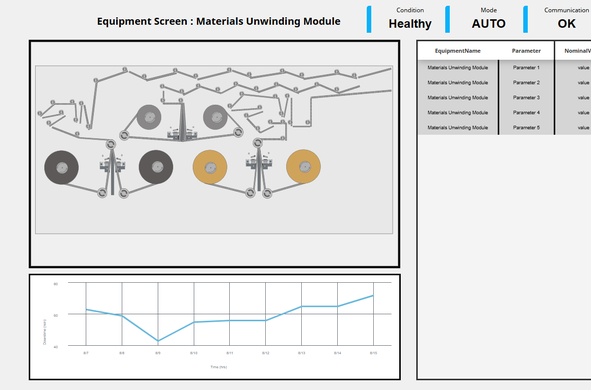 Equipment Screen : Materials Unwinding Module
Condition
Healthy
Mode
AUTO
Communication
OK
EquipmentName Parameter NominalV
Materials Unwinding Module Parameter 1 value
Materials Unwinding Module Parameter 2 value
Materials Unwinding Module Parameter 3 value
Materials Unwinding Module Parameter 4 value
Materials Unwinding Module Parameter 5 value
80
60
40
Downtime (min)
8/7 8/8 8/9 8/10 8/11 8/12 8/13 8/14 8/15
Time (hrs)